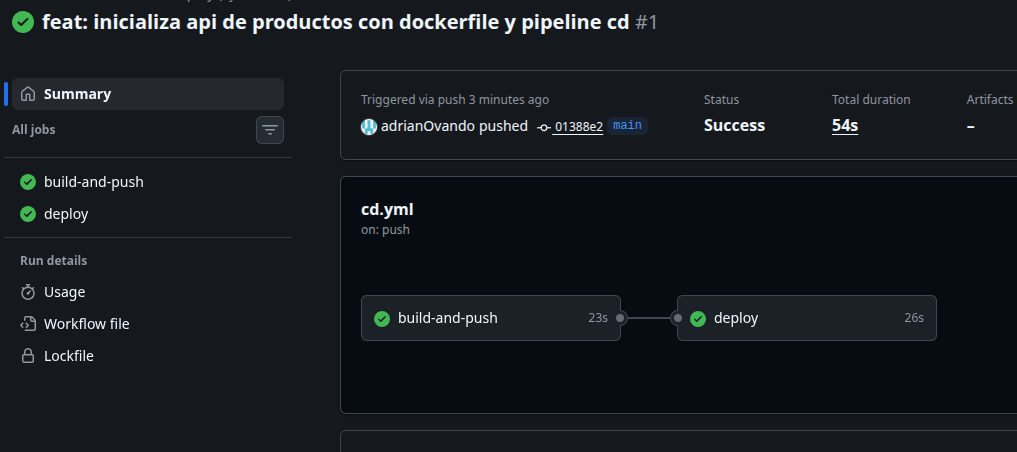 feat: inicializa api de productos con dockerfile y pipeline cd #1
Summary
All jobs
build-and-push
deploy
Run details
Usage
Workflow file
Lockfile
Triggered via push 3 minutes ago
adrianOvando pushed 01388e2 main
Status
Success
Total duration
54s
Artifacts
–
cd.yml
on: push
build-and-push 23s
deploy 26s